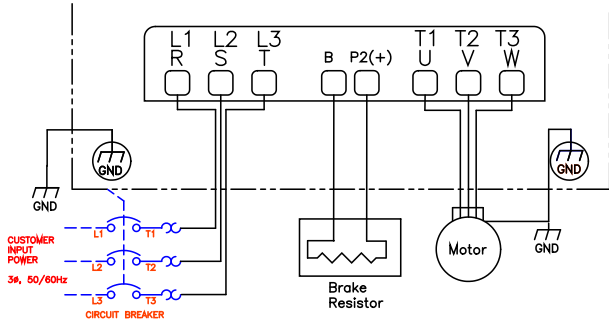 L1 L2 L3 T1 T2 T3
R S T B P2(+) U V W
GND GND
GND
L1 T1
CUSTOMER
INPUT
POWER
L2 T2
3ø, 50/60Hz
L3 T3
CIRCUIT BREAKER
Brake
Resistor
Motor
GND